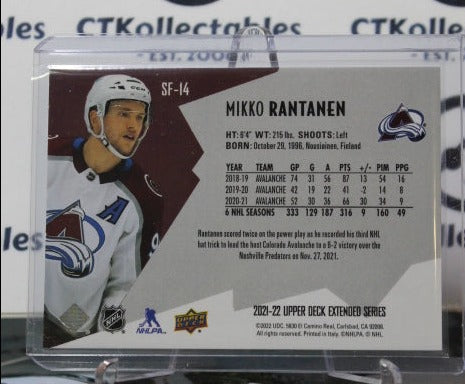 CTKollectables
Kollectables
EST. 2008
SF-14
MIKKO RANTANEN
HT: 6'4" WT: 215 lbs. SHOOTS: Left
BORN: October 29, 1996, Nousiainen, Finland
YEAR TEAM GP G A PTS +/- PIM PPG
2018-19 AVALANCHE 74 31 56 87 13 54 16
2019-20 AVALANCHE 42 19 22 41 -2 14 8
2020-21 AVALANCHE 52 30 36 66 30 34 9
6 NHL SEASONS 333 129 187 316 9 160 49
Rantanen scored twice on the power play as he recorded his third NHL
hat trick to lead the host Colorado Avalanche to a 6-2 victory over the
Nashville Predators on Nov. 27, 2021.
2021-22 UPPER DECK EXTENDED SERIES
©2022 UDC. 5830 El Camino Real, Carlsbad, CA 92008.
All rights reserved. Printed in Italy. ©NHLPA. © NHL.
A
9
NHL
NHLPA
UPPER DECK